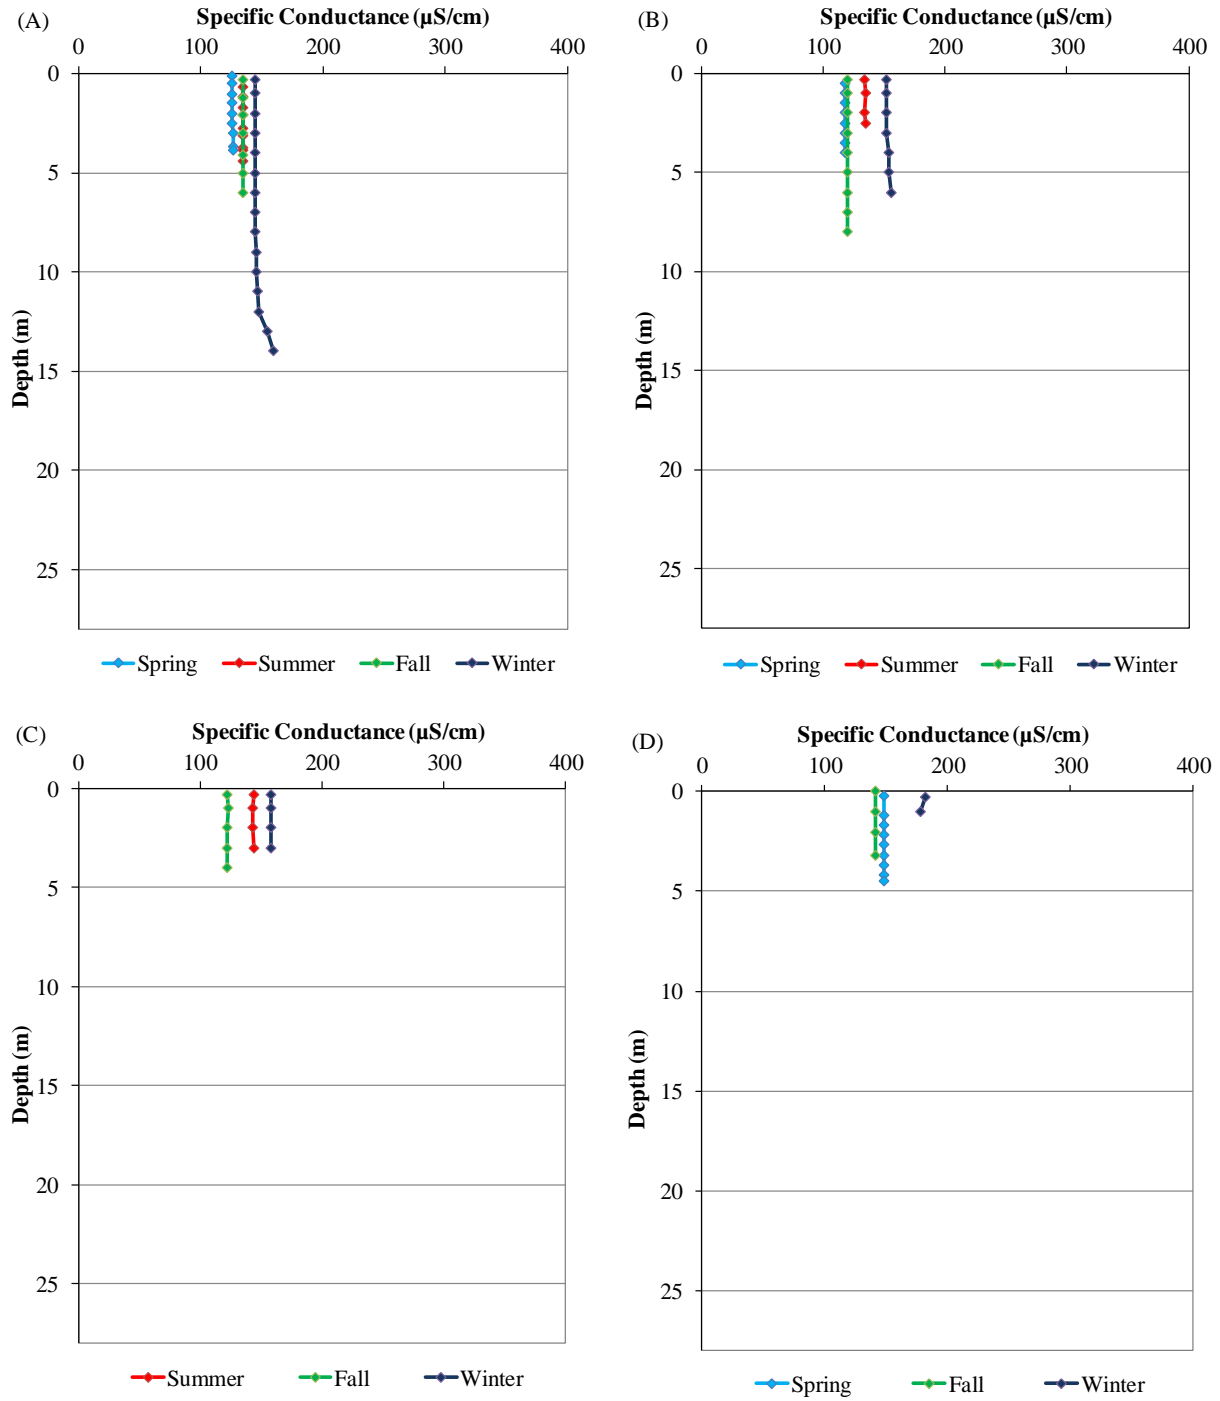 (A)
Specific Conductance (µS/cm)
0 100 200 300 400
0
5
10
15
20
25
Depth (m)
Spring Summer Fall Winter
(B)
Specific Conductance (µS/cm)
0 100 200 300 400
0
5
10
15
20
25
Depth (m)
Spring Summer Fall Winter
(C)
Specific Conductance (µS/cm)
0 100 200 300 400
0
5
10
15
20
25
Depth (m)
Summer Fall Winter
(D)
Specific Conductance (µS/cm)
0 100 200 300 400
0
5
10
15
20
25
Depth (m)
Spring Fall Winter